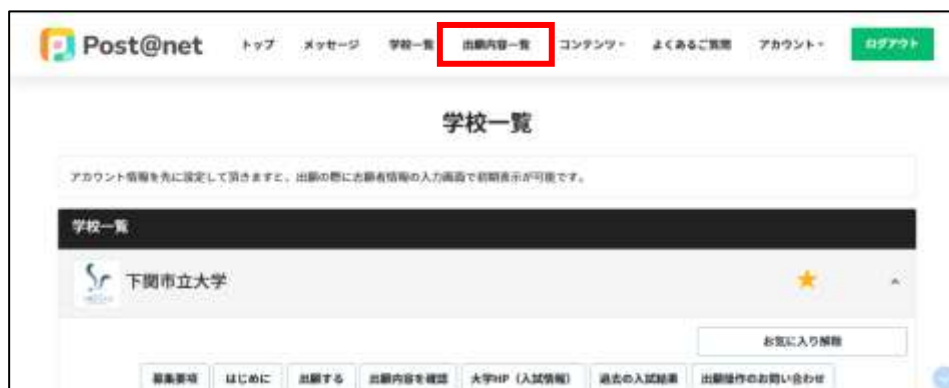 Post@net トップ メッセージ 学校一覧 出願内容一覧 コンテンツ よくあるご質問 アカウント ログアウト
学校一覧
アカウント情報を先に設定して頂きますと、出願の際に志願者情報の入力画面で初期表示が可能です。
学校一覧
下関市立大学
お気に入り解除
募集要項 はじめに 出願する 出願内容を確認 大学HP（入試情報） 過去の入試結果 出願操作のお問い合わせ